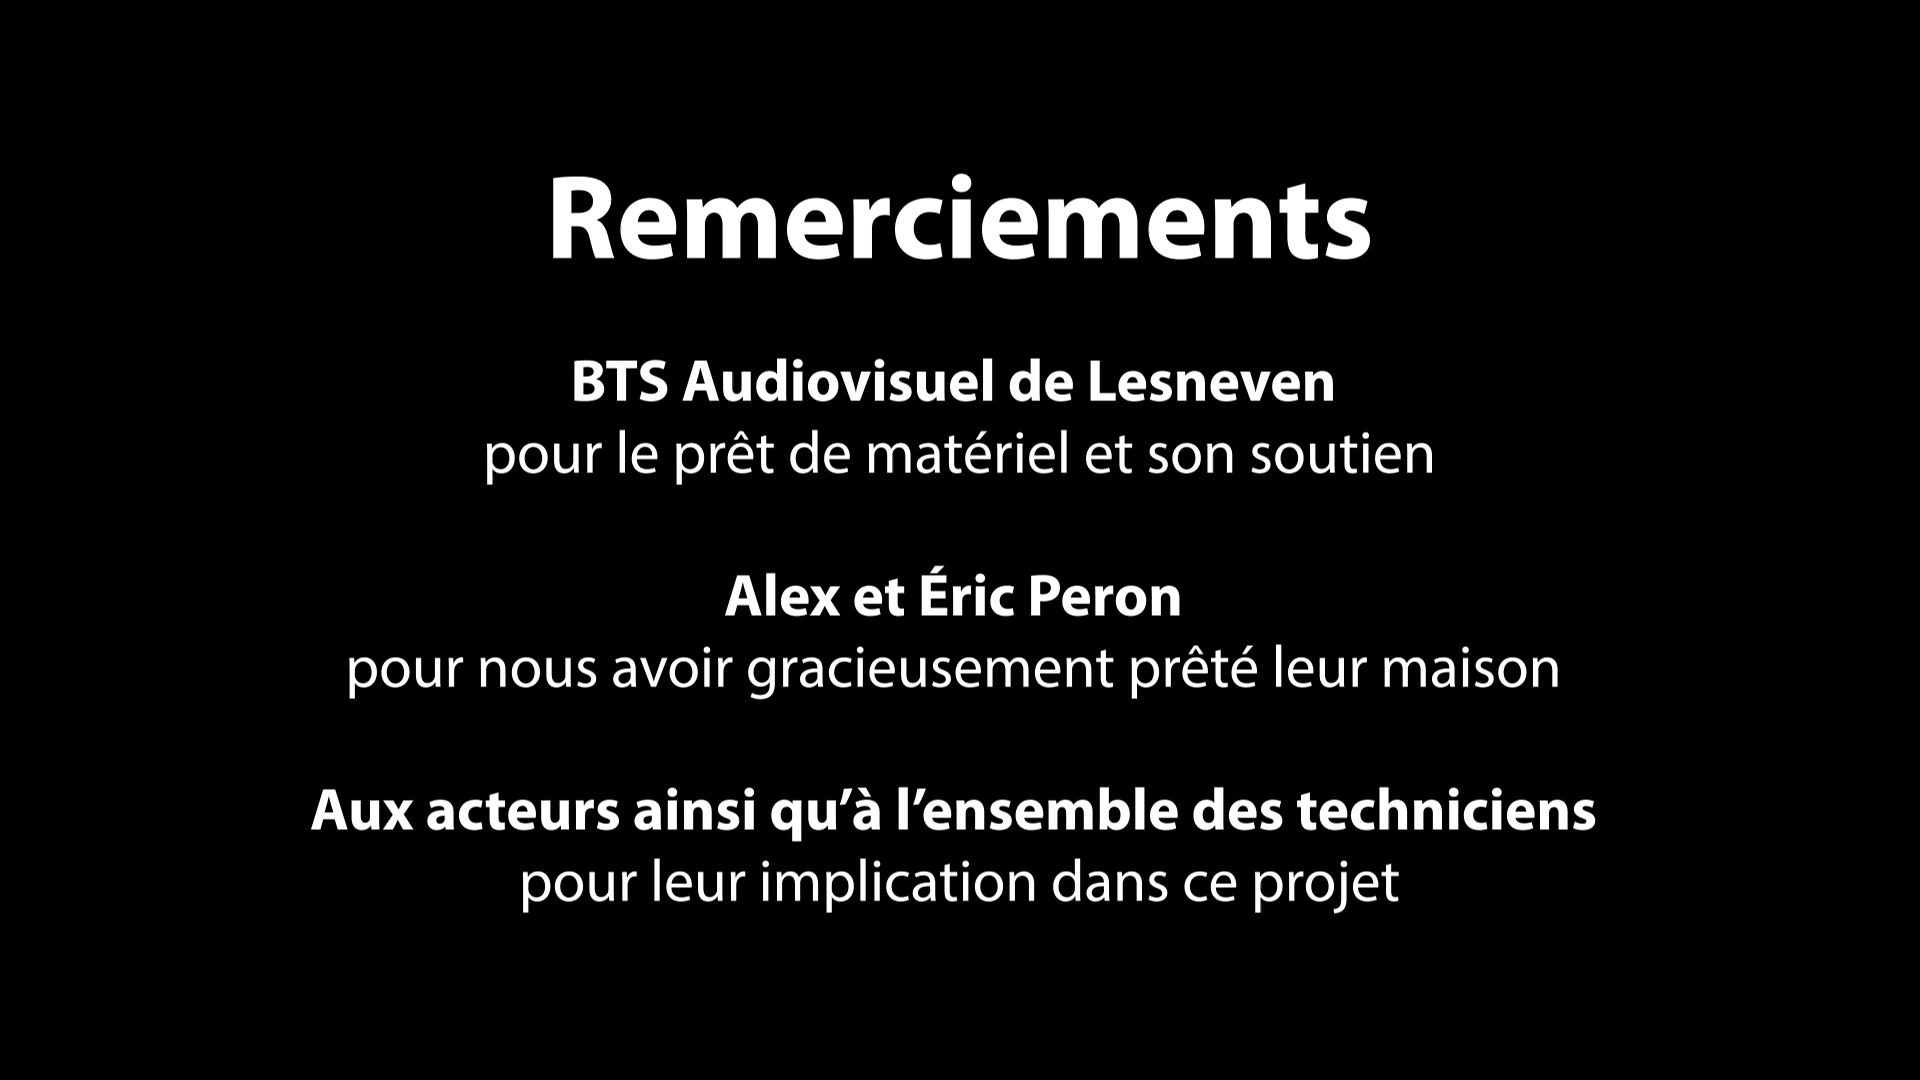 Remerciements
BTS Audiovisuel de Lesneven
pour le prêt de matériel et son soutien
Alex et Éric Peron
pour nous avoir gracieusement prêté leur maison
Aux acteurs ainsi qu’à l’ensemble des techniciens
pour leur implication dans ce projet